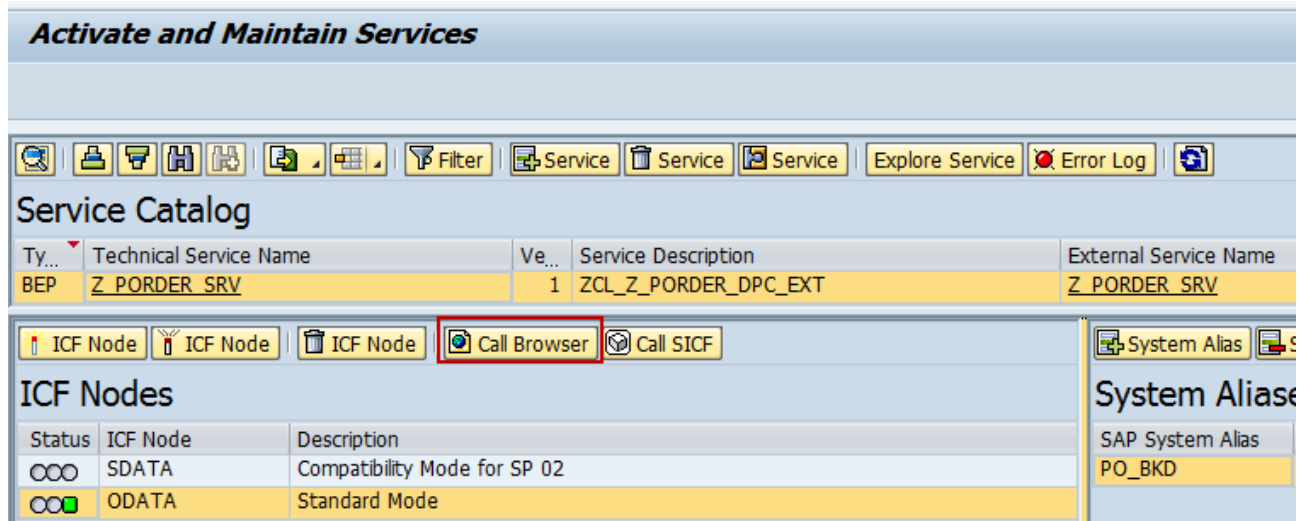 Activate and Maintain Services
Filter Service Service Service Explore Service Error Log
Service Catalog
Ty... Technical Service Name Ve... Service Description External Service Name
BEP Z_PORDER_SRV 1 ZCL_Z_PORDER_DPC_EXT Z_PORDER_SRV
ICF Node ICF Node ICF Node Call Browser Call SICF System Alias S
ICF Nodes System Aliase
Status ICF Node Description SAP System Alias
SDATA Compatibility Mode for SP 02 PO_BKD
ODATA Standard Mode